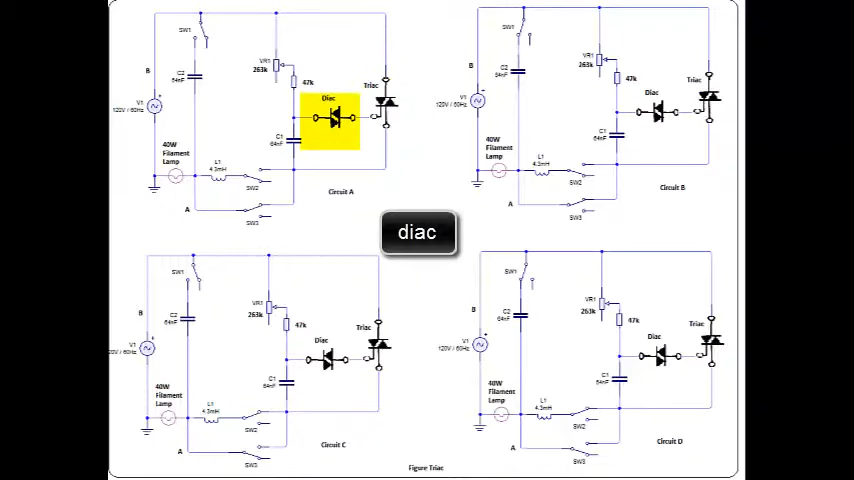 SW1
B
C2
64nF
VR1
263k
47k
Diac
Triac
V1
120V / 60Hz
C1
64nF
40W
Filament
Lamp
L1
4.3mH
SW2
A
SW3
Circuit A
SW1
B
C2
64nF
VR1
263k
47k
Diac
Triac
V1
120V / 60Hz
C1
64nF
40W
Filament
Lamp
L1
4.3mH
SW2
A
SW3
Circuit B
diac
SW1
B
C2
64nF
VR1
263k
47k
Diac
Triac
V1
20V / 60Hz
C1
64nF
40W
Filament
Lamp
L1
4.3mH
SW2
A
SW3
Circuit C
SW1
B
C2
64nF
VR1
263k
47k
Diac
Triac
V1
120V / 60Hz
C1
64nF
40W
Filament
Lamp
L1
4.3mH
SW2
A
SW3
Circuit D
Figure Triac